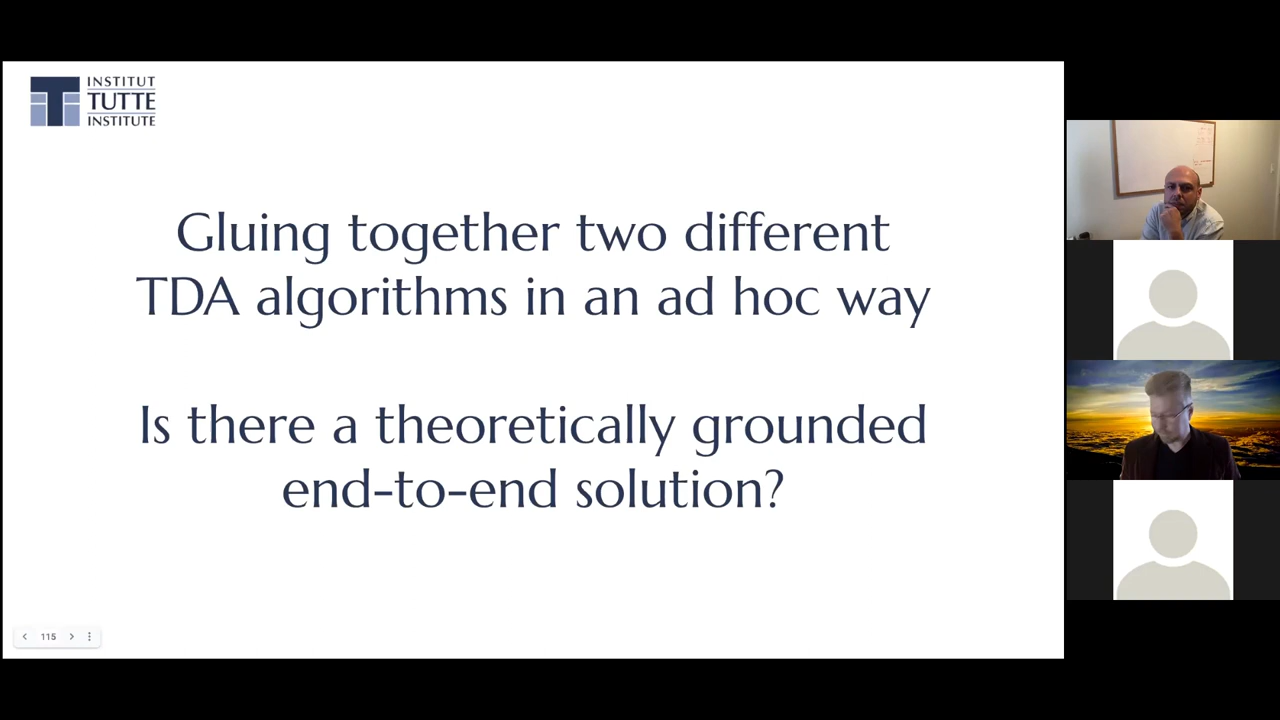 INSTITUT
TUTTE
INSTITUTE
Gluing together two different
TDA algorithms in an ad hoc way
Is there a theoretically grounded
end-to-end solution?
115